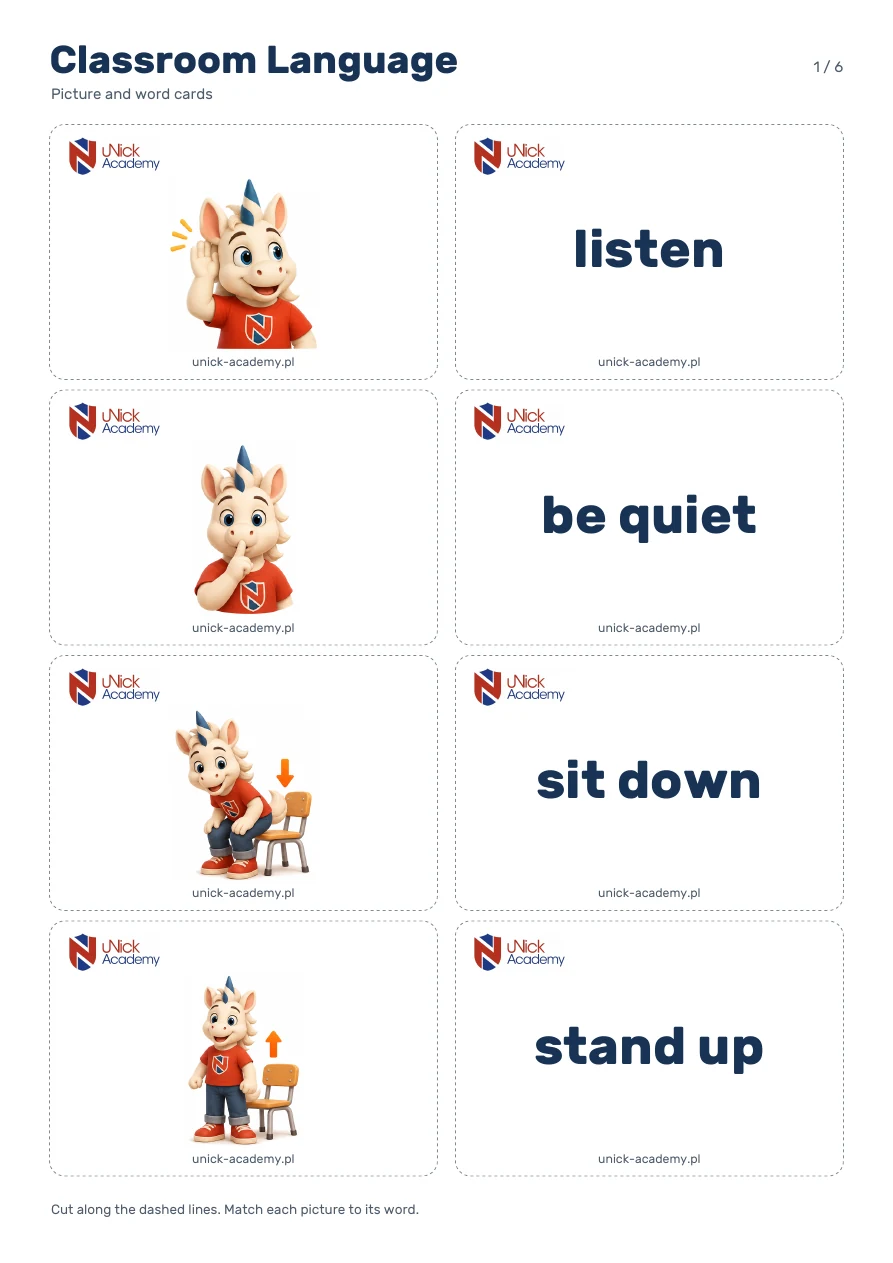 Classroom Language
1 / 6
Picture and word cards
uNick
Academy
unick-academy.pl
uNick
Academy
listen
unick-academy.pl
uNick
Academy
unick-academy.pl
uNick
Academy
be quiet
unick-academy.pl
uNick
Academy
unick-academy.pl
uNick
Academy
sit down
unick-academy.pl
uNick
Academy
unick-academy.pl
uNick
Academy
stand up
unick-academy.pl
Cut along the dashed lines. Match each picture to its word.